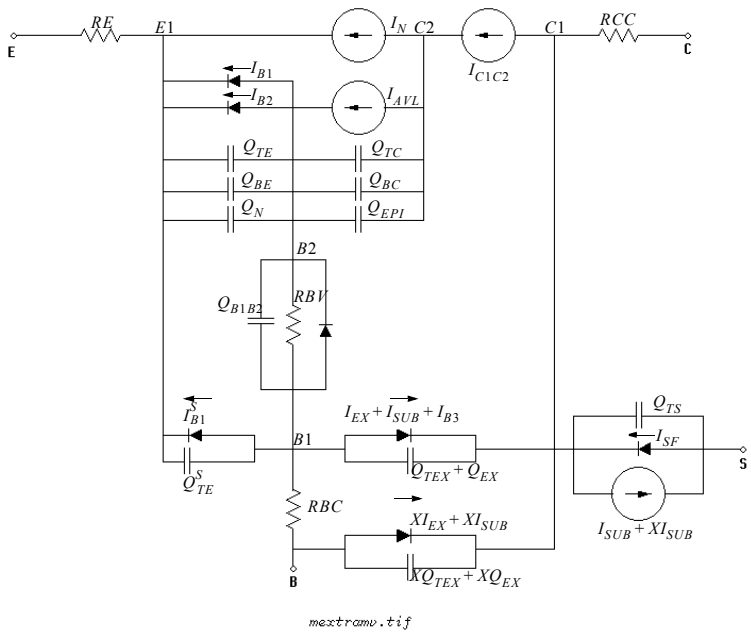 RE E1 I_N C2 C1 RCC
E C
I_C1C2
I_B1
I_B2 I_AVL
Q_TE Q_TC
Q_BE Q_BC
Q_N Q_EPI
B2
Q_B1B2 RBV
I^S_B1 I_EX + I_SUB + I_B3 Q_TS
B1 I_SF S
Q^S_TE Q_TEX + Q_EX
RBC XI_EX + XI_SUB I_SUB + XI_SUB
B XQ_TEX + XQ_EX
mextramv.tif